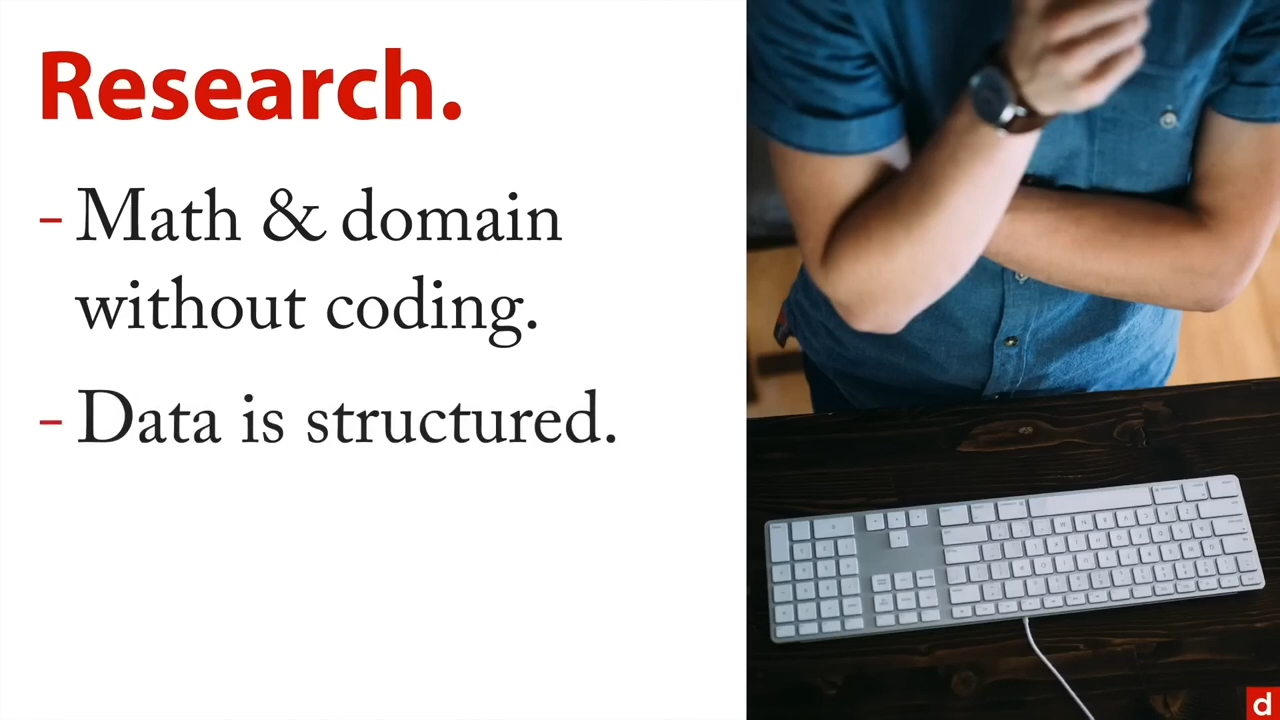 Research.
- Math & domain
without coding.
- Data is structured.
d